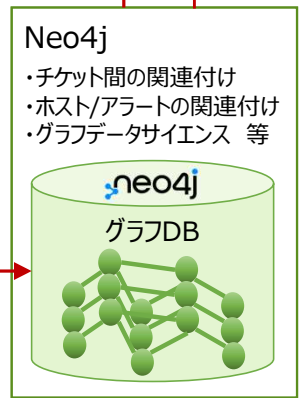 Neo4j
・チケット間の関連付け
・ホスト/アラートの関連付け
・グラフデータサイエンス 等
neo4j
グラフDB